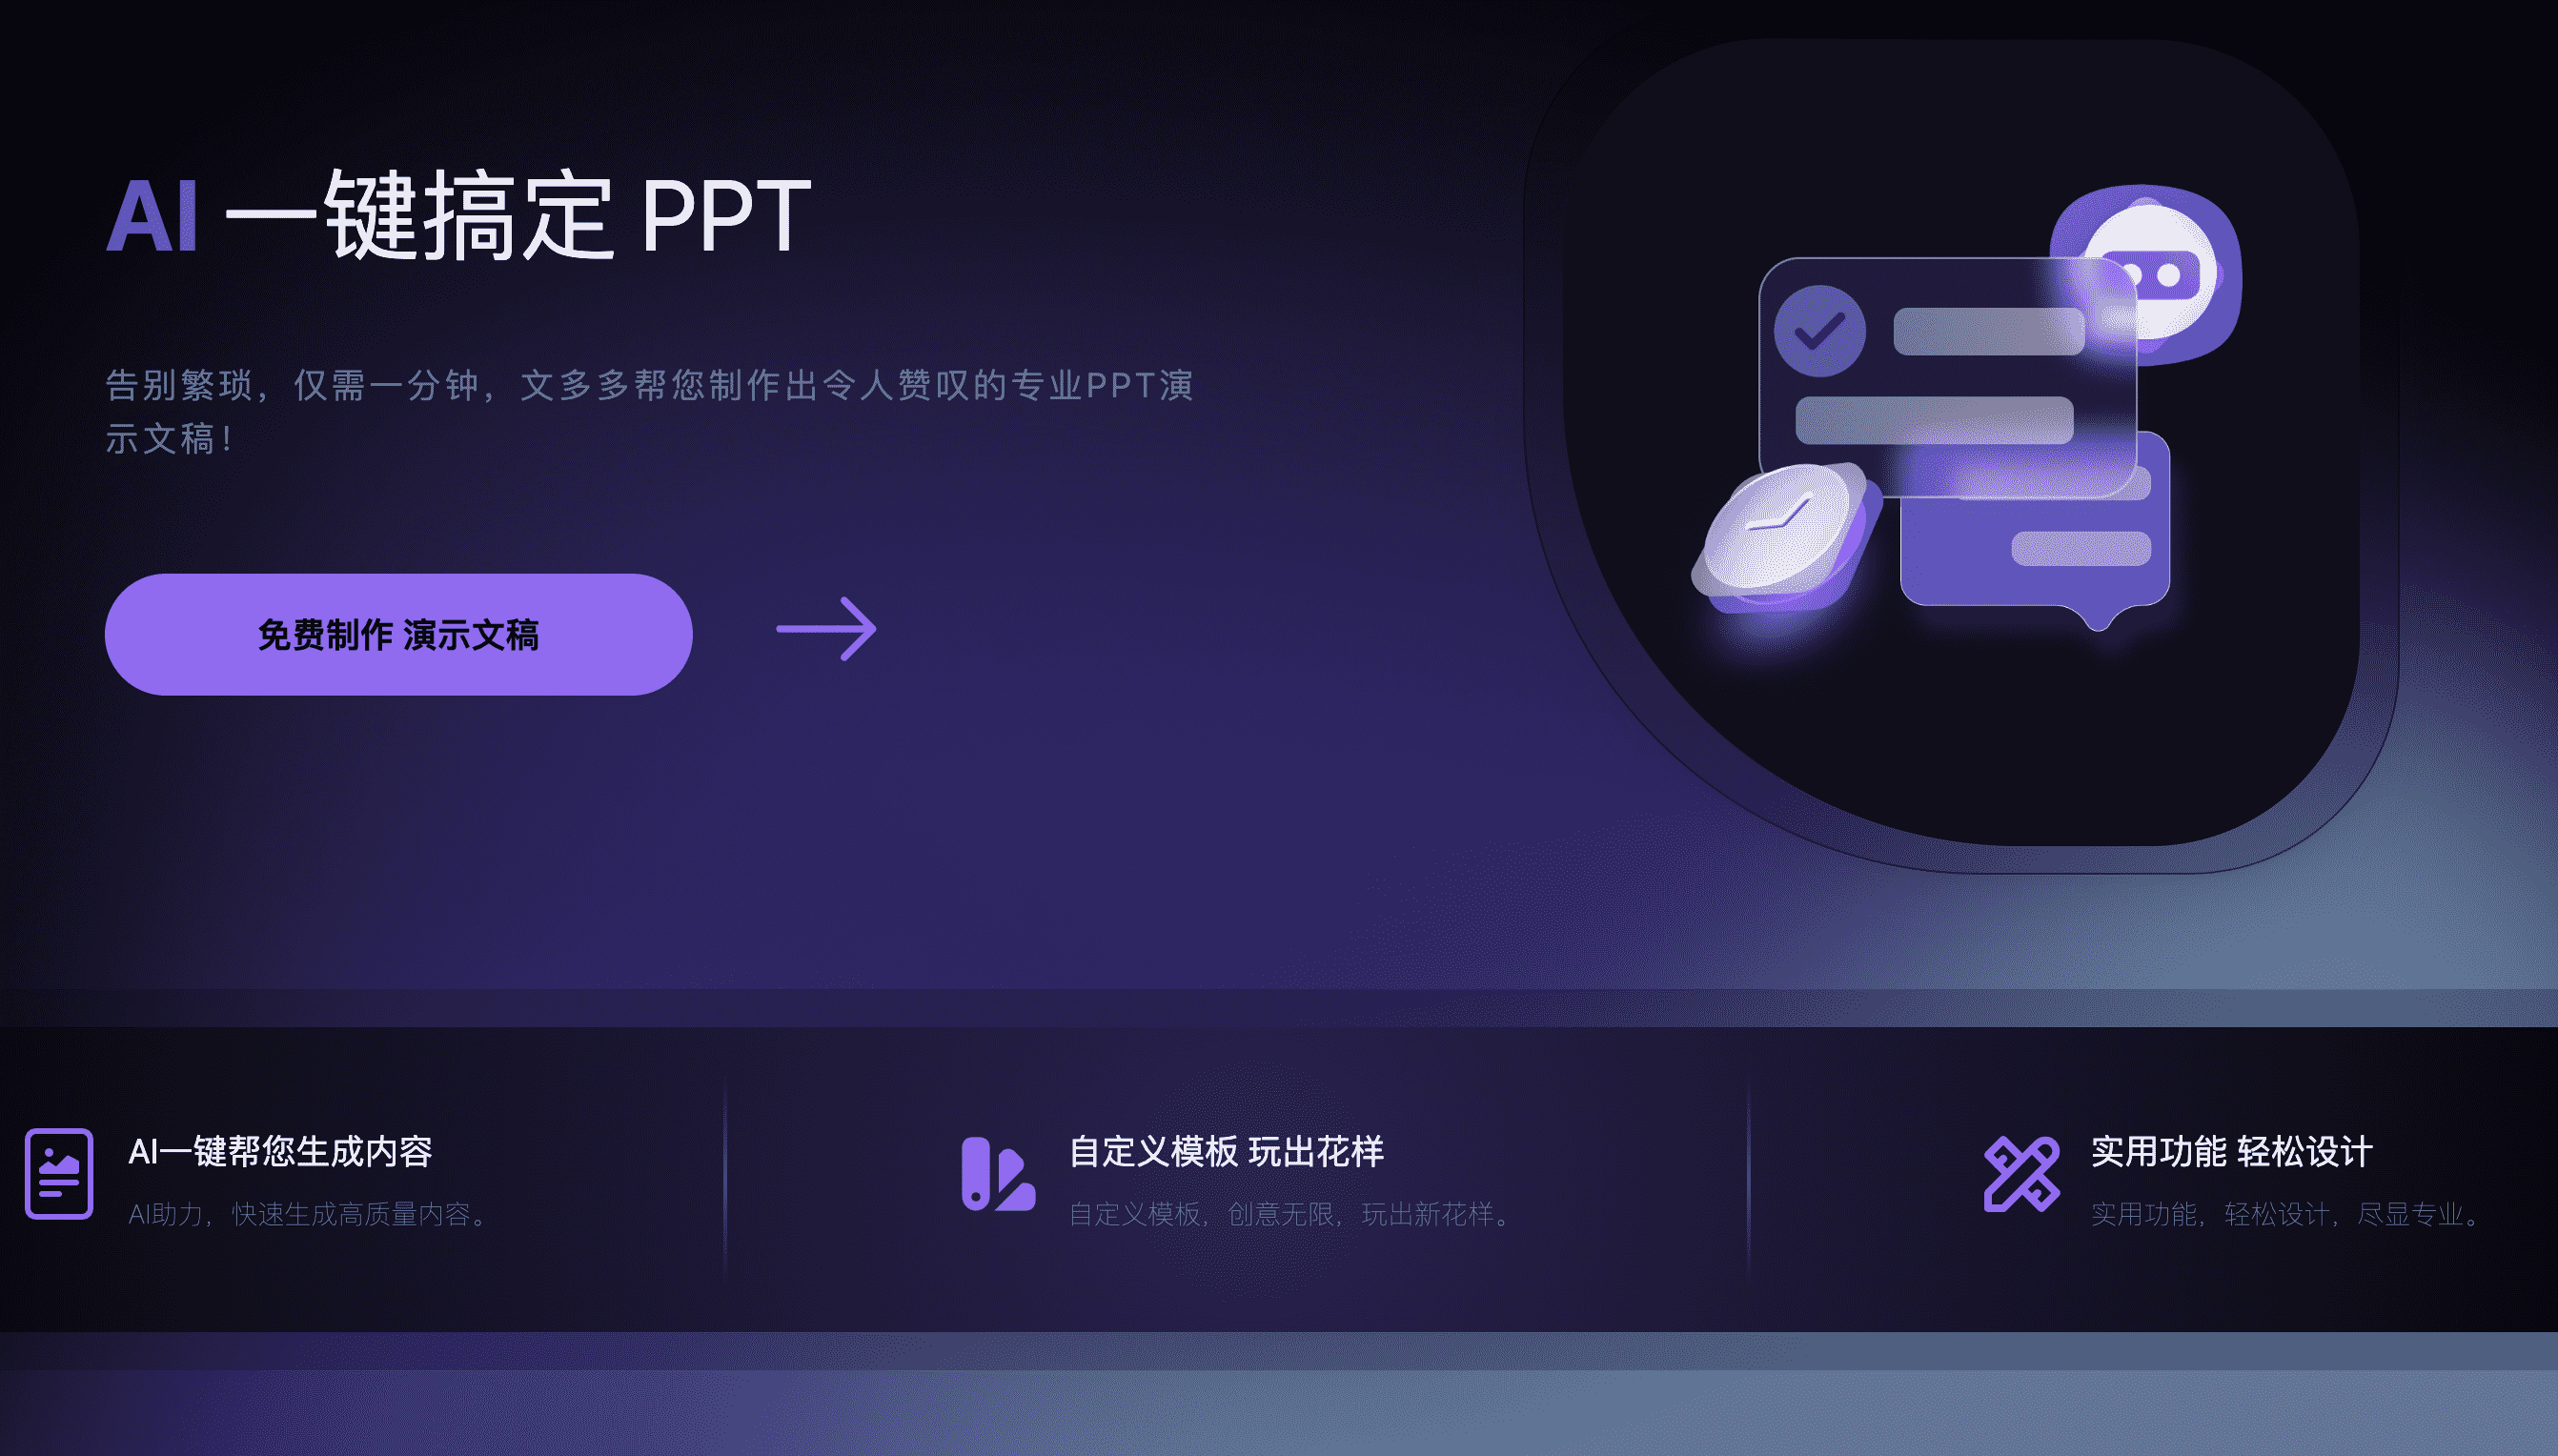 AI 一键搞定 PPT
告别繁琐，仅需一分钟，文多多帮您制作出令人赞叹的专业PPT演
示文稿！
免费制作 演示文稿
AI一键帮您生成内容
AI助力，快速生成高质量内容。
自定义模板 玩出花样
自定义模板，创意无限，玩出新花样。
实用功能 轻松设计
实用功能，轻松设计，尽显专业。